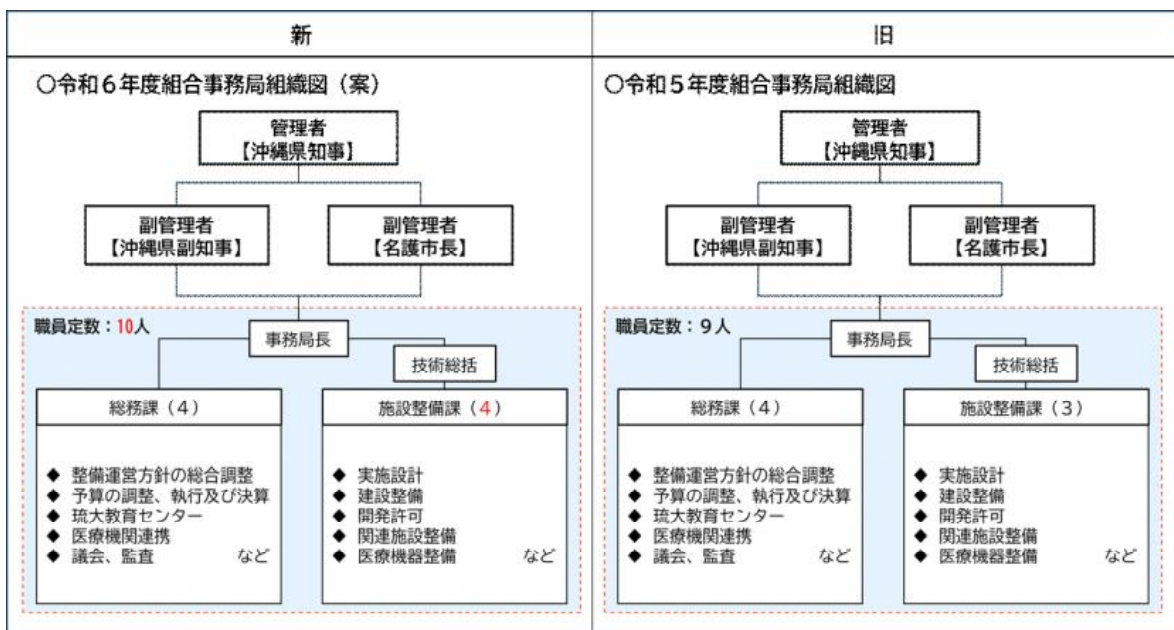 新
○令和6年度組合事務局組織図（案）
管理者
【沖縄県知事】
副管理者
【沖縄県副知事】
副管理者
【名護市長】
職員定数：10人
事務局長
技術総括
総務課（4）
◆ 整備運営方針の総合調整
◆ 予算の調整、執行及び決算
◆ 琉大教育センター
◆ 医療機関連携
◆ 議会、監査 など
施設整備課（4）
◆ 実施設計
◆ 建設整備
◆ 開発許可
◆ 関連施設整備
◆ 医療機器整備 など
旧
○令和5年度組合事務局組織図
管理者
【沖縄県知事】
副管理者
【沖縄県副知事】
副管理者
【名護市長】
職員定数：9人
事務局長
技術総括
総務課（4）
◆ 整備運営方針の総合調整
◆ 予算の調整、執行及び決算
◆ 琉大教育センター
◆ 医療機関連携
◆ 議会、監査 など
施設整備課（3）
◆ 実施設計
◆ 建設整備
◆ 開発許可
◆ 関連施設整備
◆ 医療機器整備 など